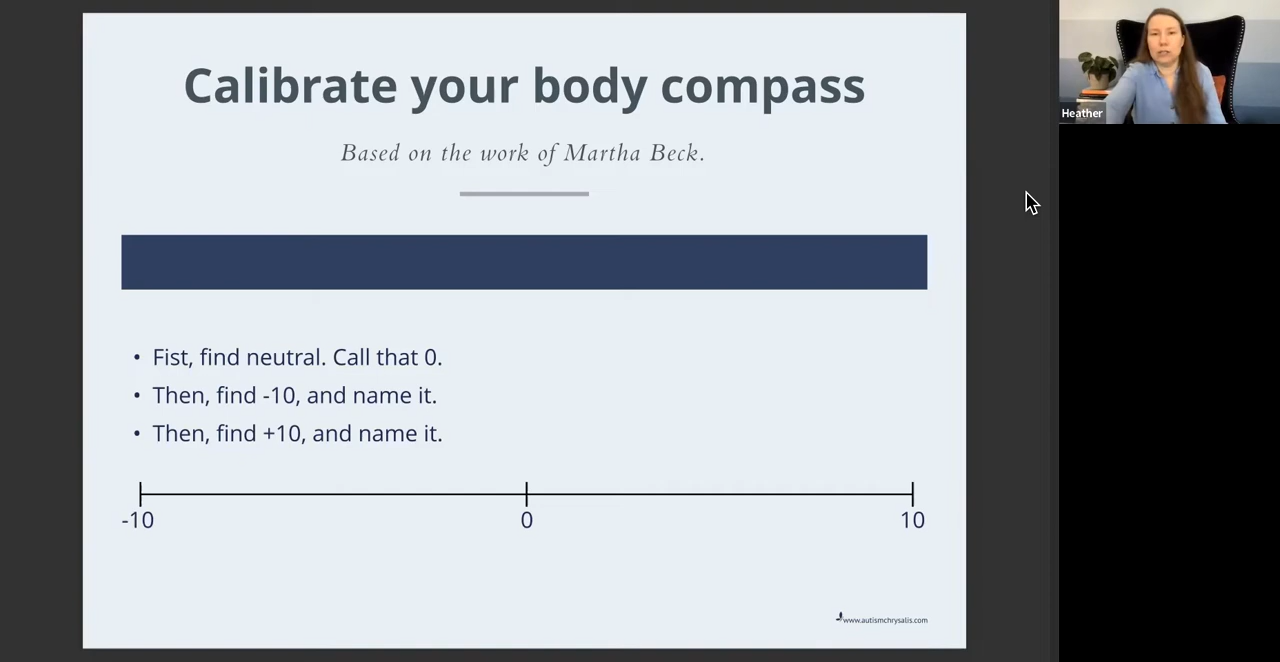 Calibrate your body compass
Based on the work of Martha Beck.
• Fist, find neutral. Call that 0.
• Then, find -10, and name it.
• Then, find +10, and name it.
-10 0 10
www.autismchrysalis.com
Heather